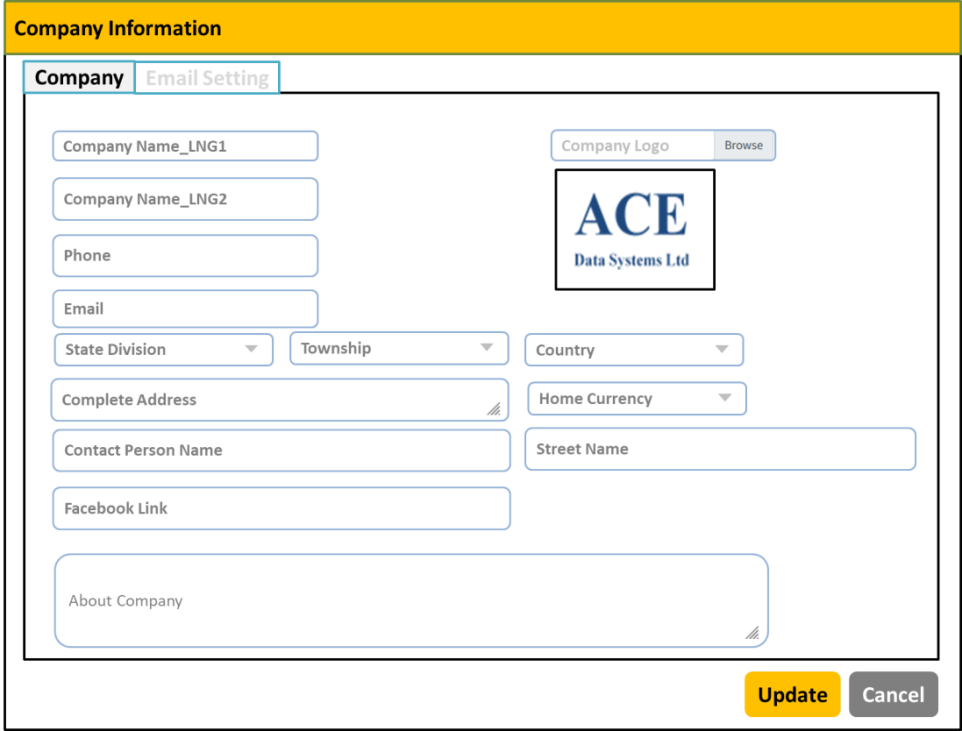 Company Information
Company
Email Setting
Company Name_LNG1
Company Logo
Browse
Company Name_LNG2
ACE
Data Systems Ltd
Phone
Email
State Division
Township
Country
Complete Address
Home Currency
Contact Person Name
Street Name
Facebook Link
About Company
Update
Cancel